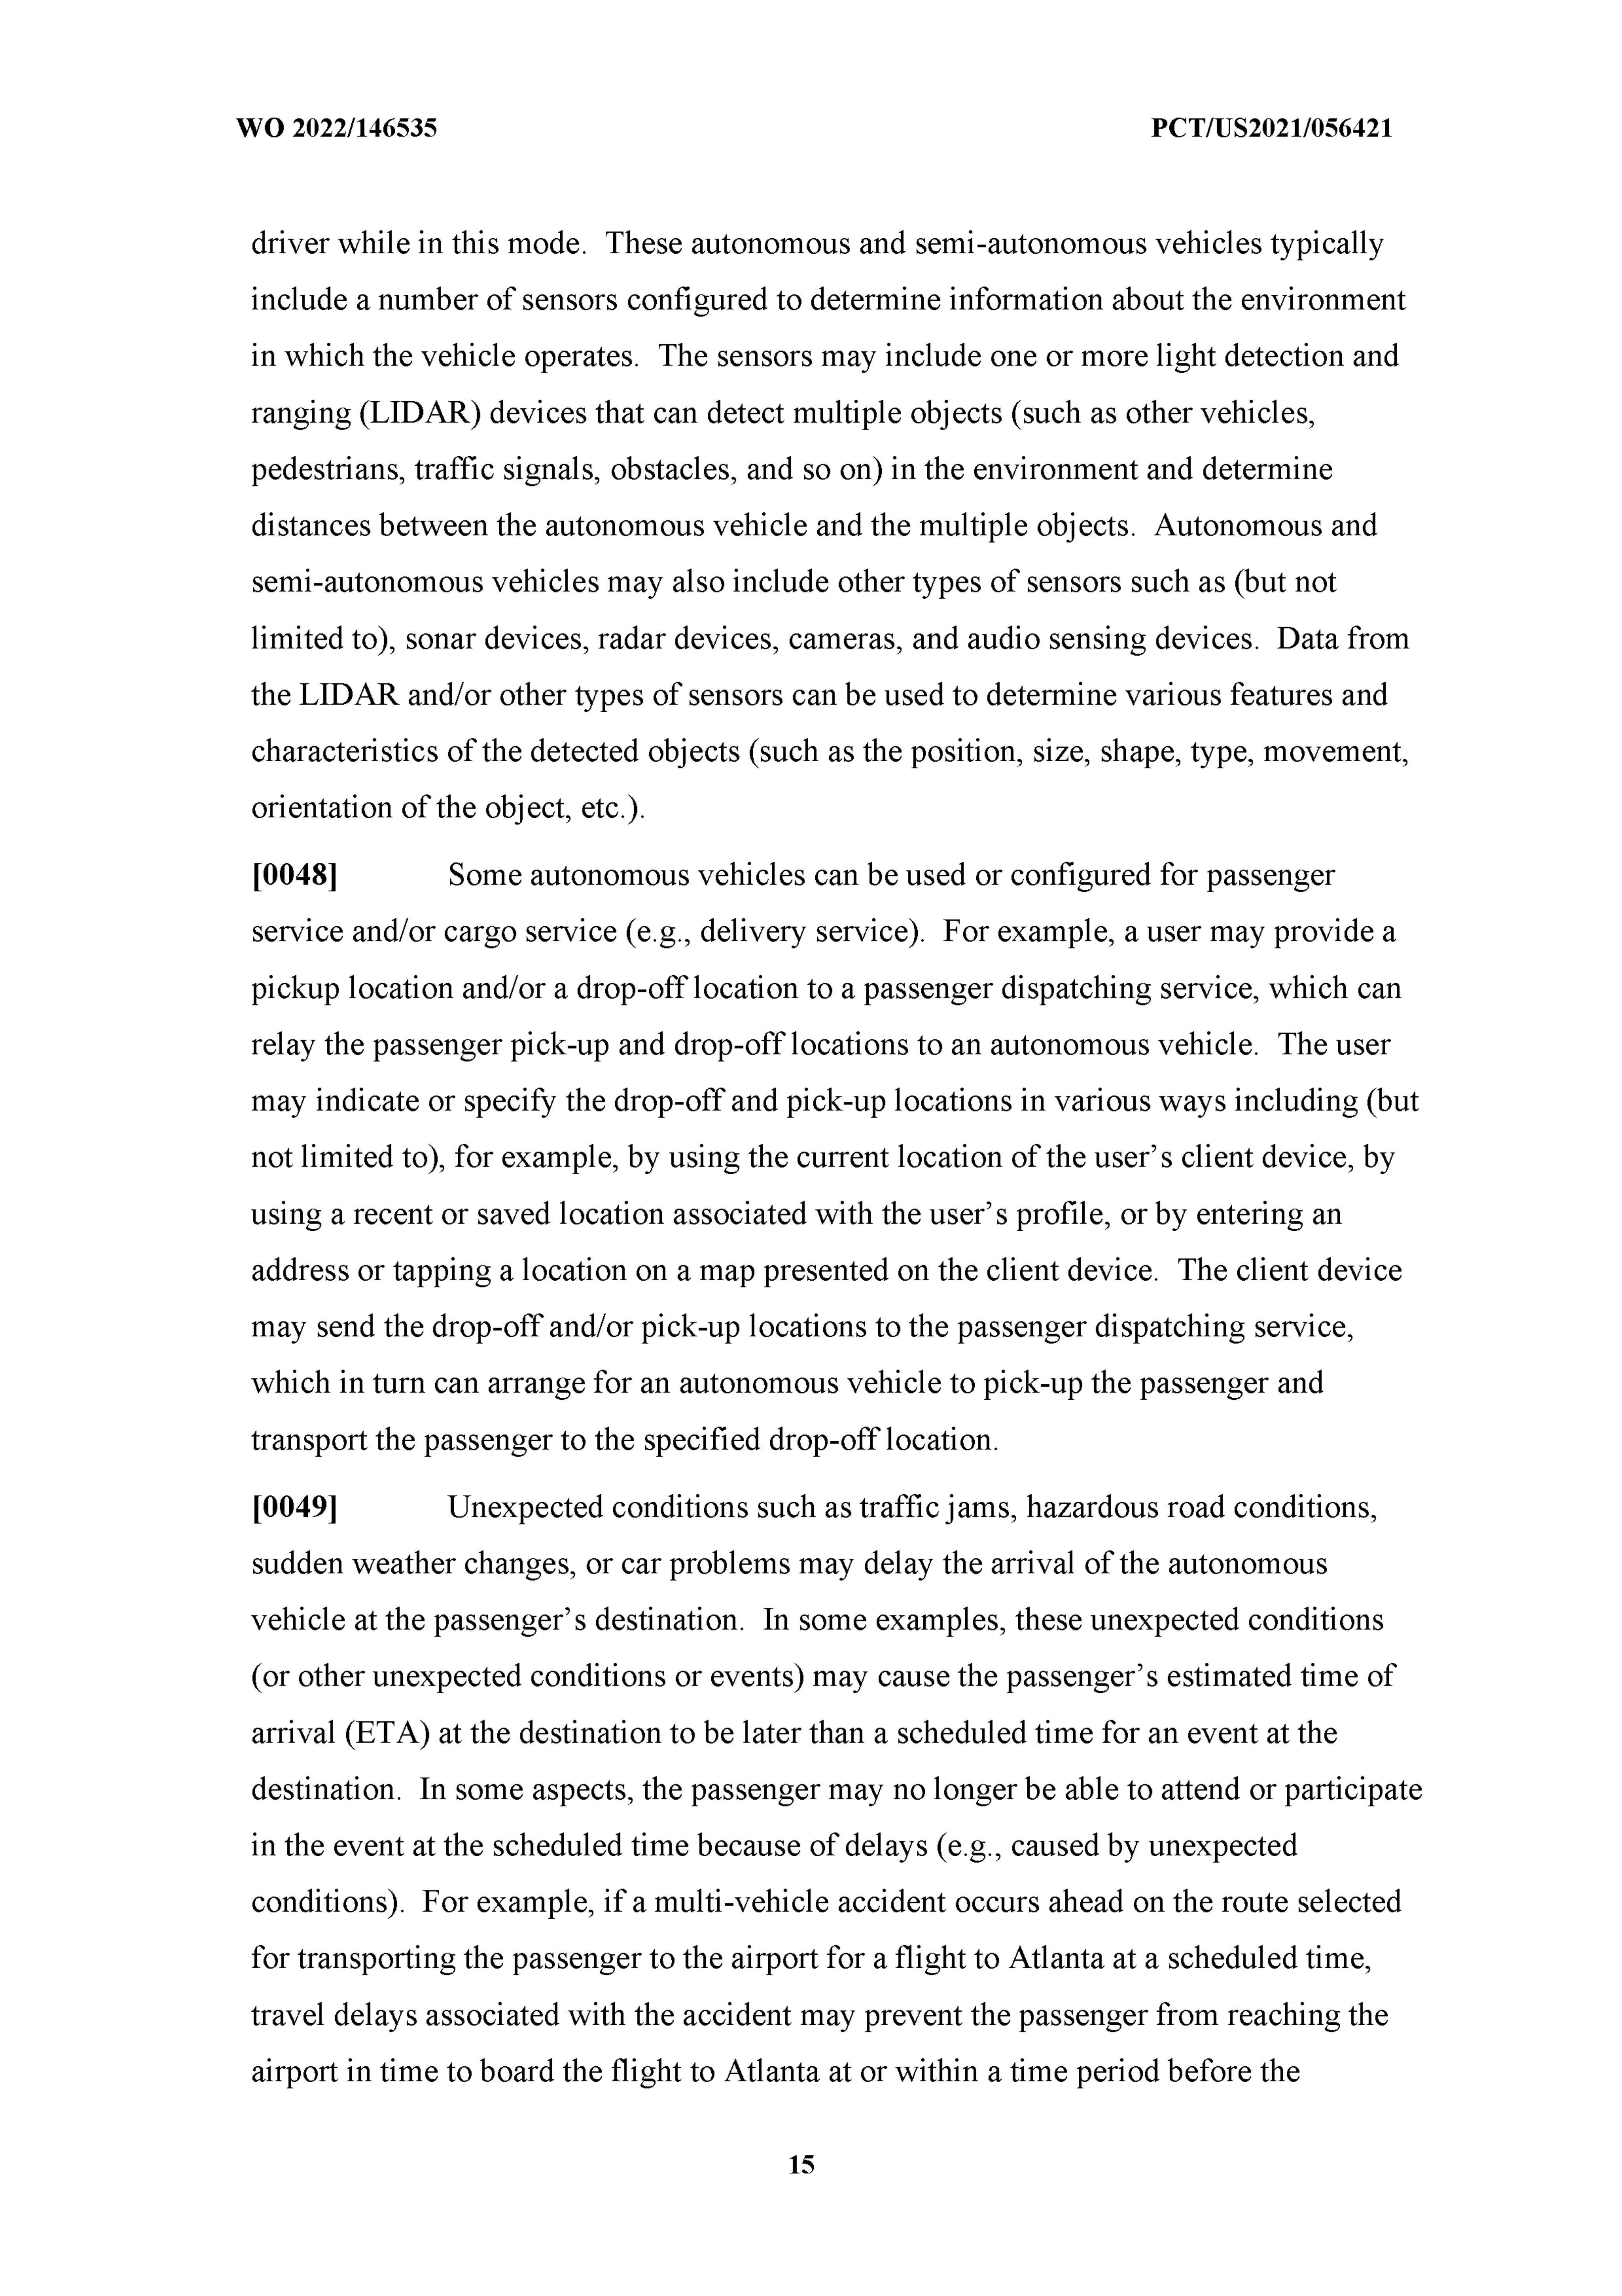 WO 2022/146535 PCT/US2021/056421
driver while in this mode.  These autonomous and semi-autonomous vehicles typically
include a number of sensors configured to determine information about the environment
in which the vehicle operates.  The sensors may include one or more light detection and
ranging (LIDAR) devices that can detect multiple objects (such as other vehicles,
pedestrians, traffic signals, obstacles, and so on) in the environment and determine
distances between the autonomous vehicle and the multiple objects.  Autonomous and
semi-autonomous vehicles may also include other types of sensors such as (but not
limited to), sonar devices, radar devices, cameras, and audio sensing devices.  Data from
the LIDAR and/or other types of sensors can be used to determine various features and
characteristics of the detected objects (such as the position, size, shape, type, movement,
orientation of the object, etc.).
[0048] Some autonomous vehicles can be used or configured for passenger
service and/or cargo service (e.g., delivery service).  For example, a user may provide a
pickup location and/or a drop-off location to a passenger dispatching service, which can
relay the passenger pick-up and drop-off locations to an autonomous vehicle.  The user
may indicate or specify the drop-off and pick-up locations in various ways including (but
not limited to), for example, by using the current location of the user’s client device, by
using a recent or saved location associated with the user’s profile, or by entering an
address or tapping a location on a map presented on the client device.  The client device
may send the drop-off and/or pick-up locations to the passenger dispatching service,
which in turn can arrange for an autonomous vehicle to pick-up the passenger and
transport the passenger to the specified drop-off location.
[0049] Unexpected conditions such as traffic jams, hazardous road conditions,
sudden weather changes, or car problems may delay the arrival of the autonomous
vehicle at the passenger’s destination.  In some examples, these unexpected conditions
(or other unexpected conditions or events) may cause the passenger’s estimated time of
arrival (ETA) at the destination to be later than a scheduled time for an event at the
destination.  In some aspects, the passenger may no longer be able to attend or participate
in the event at the scheduled time because of delays (e.g., caused by unexpected
conditions).  For example, if a multi-vehicle accident occurs ahead on the route selected
for transporting the passenger to the airport for a flight to Atlanta at a scheduled time,
travel delays associated with the accident may prevent the passenger from reaching the
airport in time to board the flight to Atlanta at or within a time period before the
15